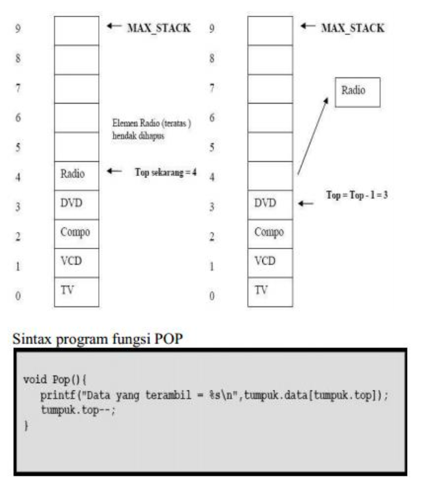 9 MAX_STACK
8
7
6
Elemen Radio (teratas )
hendak dihapus
5
4 Radio Top sekarang = 4
3 DVD
2 Compo
1 VCD
0 TV
9 MAX_STACK
8
7 Radio
6
5
4
3 DVD Top = Top - 1 = 3
2 Compo
1 VCD
0 TV
Sintax program fungsi POP
void Pop(){
printf("Data yang terambil = %s\n",tumpuk.data[tumpuk.top]);
tumpuk.top--;
}